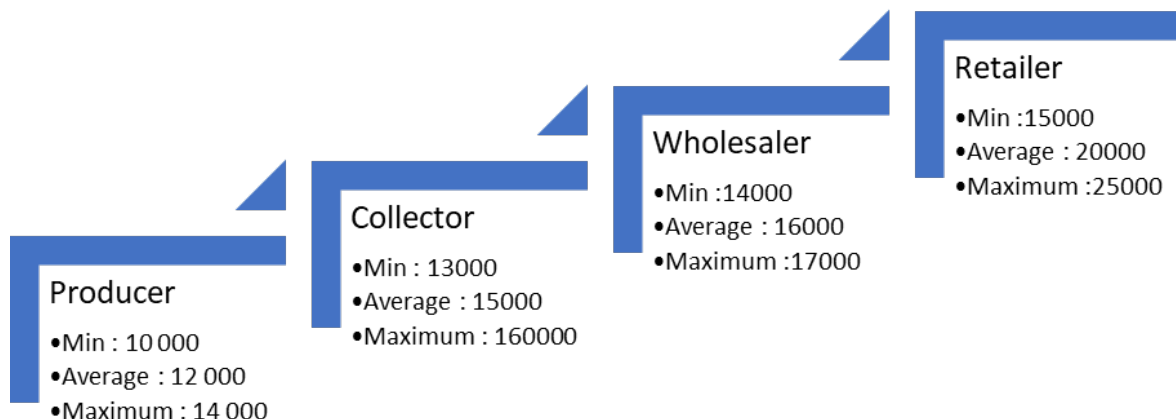 Producer
•Min : 10 000
•Average : 12 000
•Maximum : 14 000
Collector
•Min : 13000
•Average : 15000
•Maximum : 160000
Wholesaler
•Min :14000
•Average : 16000
•Maximum :17000
Retailer
•Min :15000
•Average : 20000
•Maximum :25000